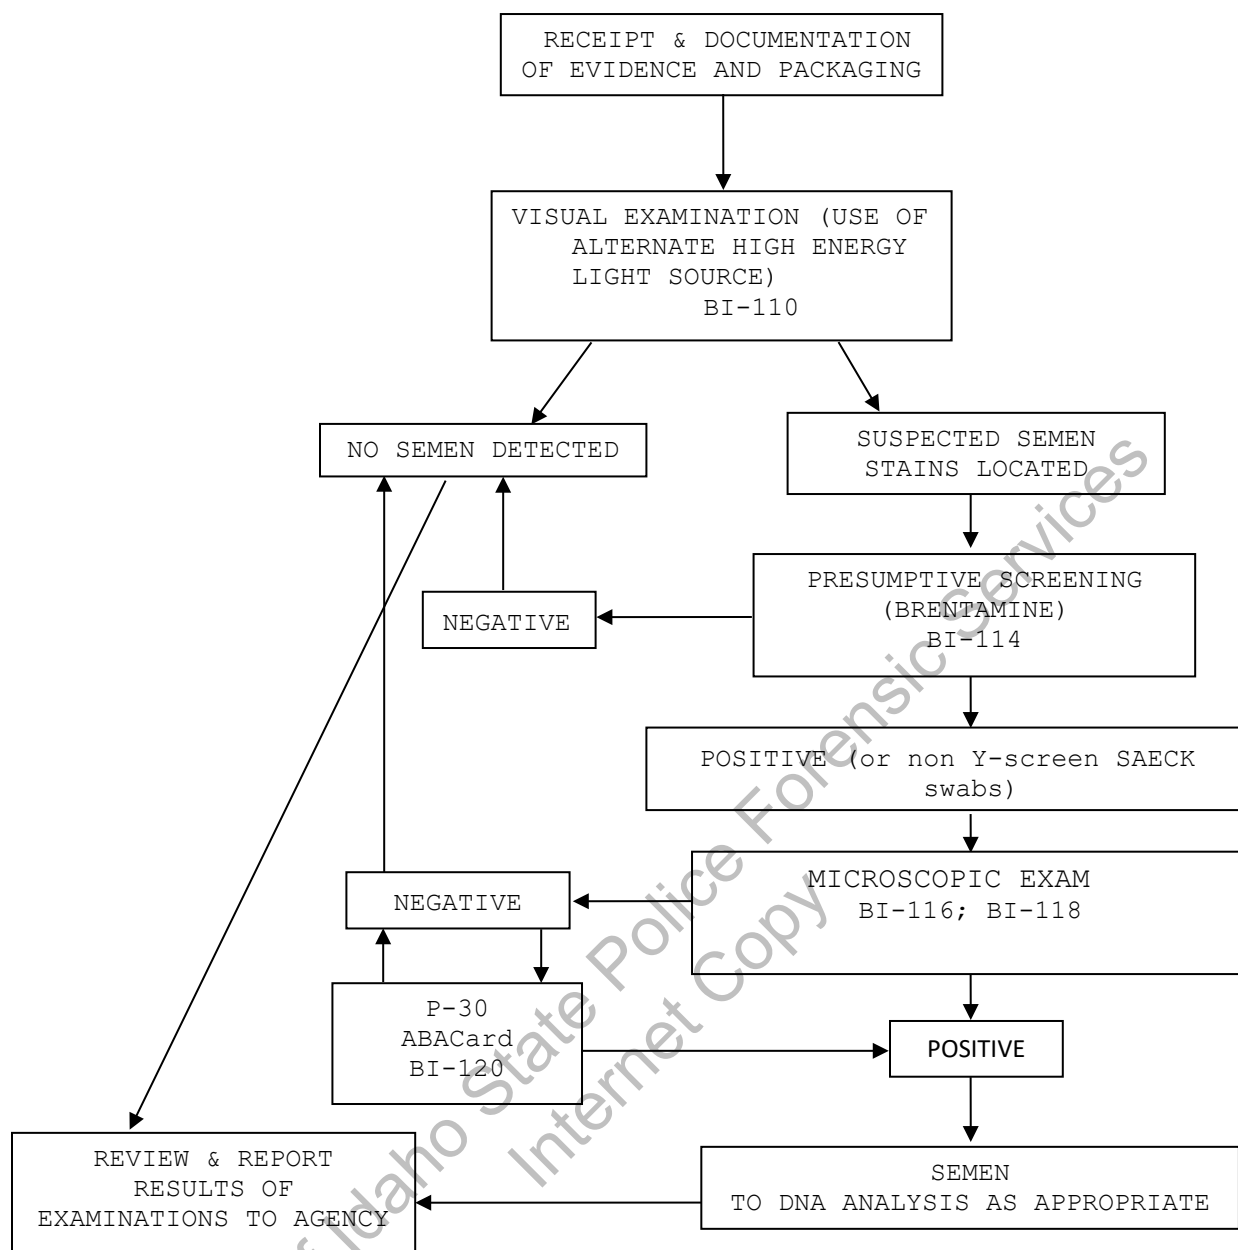 RECEIPT & DOCUMENTATION
OF EVIDENCE AND PACKAGING
VISUAL EXAMINATION (USE OF
ALTERNATE HIGH ENERGY
LIGHT SOURCE)
BI-110
NO SEMEN DETECTED
SUSPECTED SEMEN
STAINS LOCATED
PRESUMPTIVE SCREENING
(BRENTAMINE)
BI-114
NEGATIVE
POSITIVE (or non Y-screen SAECK
swabs)
MICROSCOPIC EXAM
BI-116; BI-118
NEGATIVE
P-30
ABACard
BI-120
POSITIVE
SEMEN
TO DNA ANALYSIS AS APPROPRIATE
REVIEW & REPORT
RESULTS OF
EXAMINATIONS TO AGENCY
of Idaho State Police Forensic Services
Internet Copy